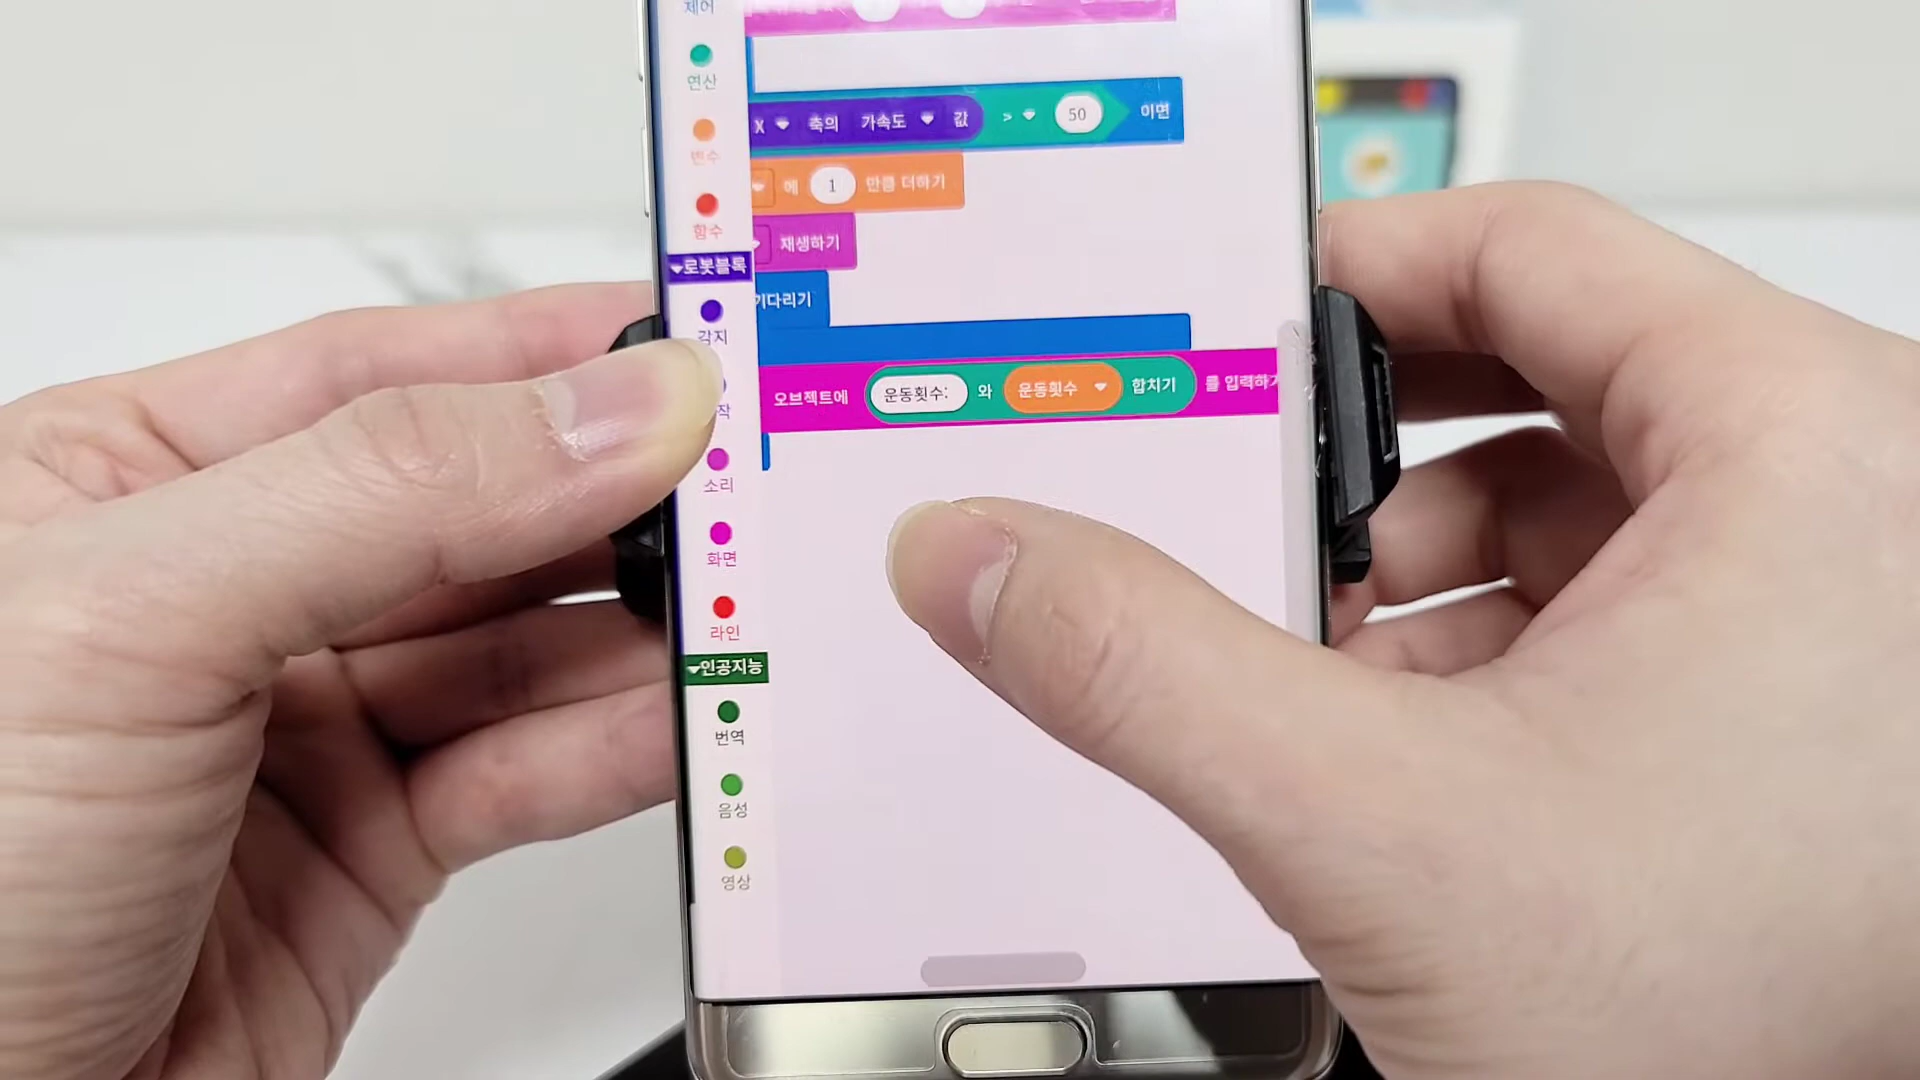 제어
연산
변수
함수
로봇블록
감지
작
소리
화면
라인
인공지능
번역
음성
영상
X 축의 가속도 값 > 50 이면
에 1 만큼 더하기
재생하기
기다리기
오브젝트에 운동횟수: 와 운동횟수 합치기 를 입력하기